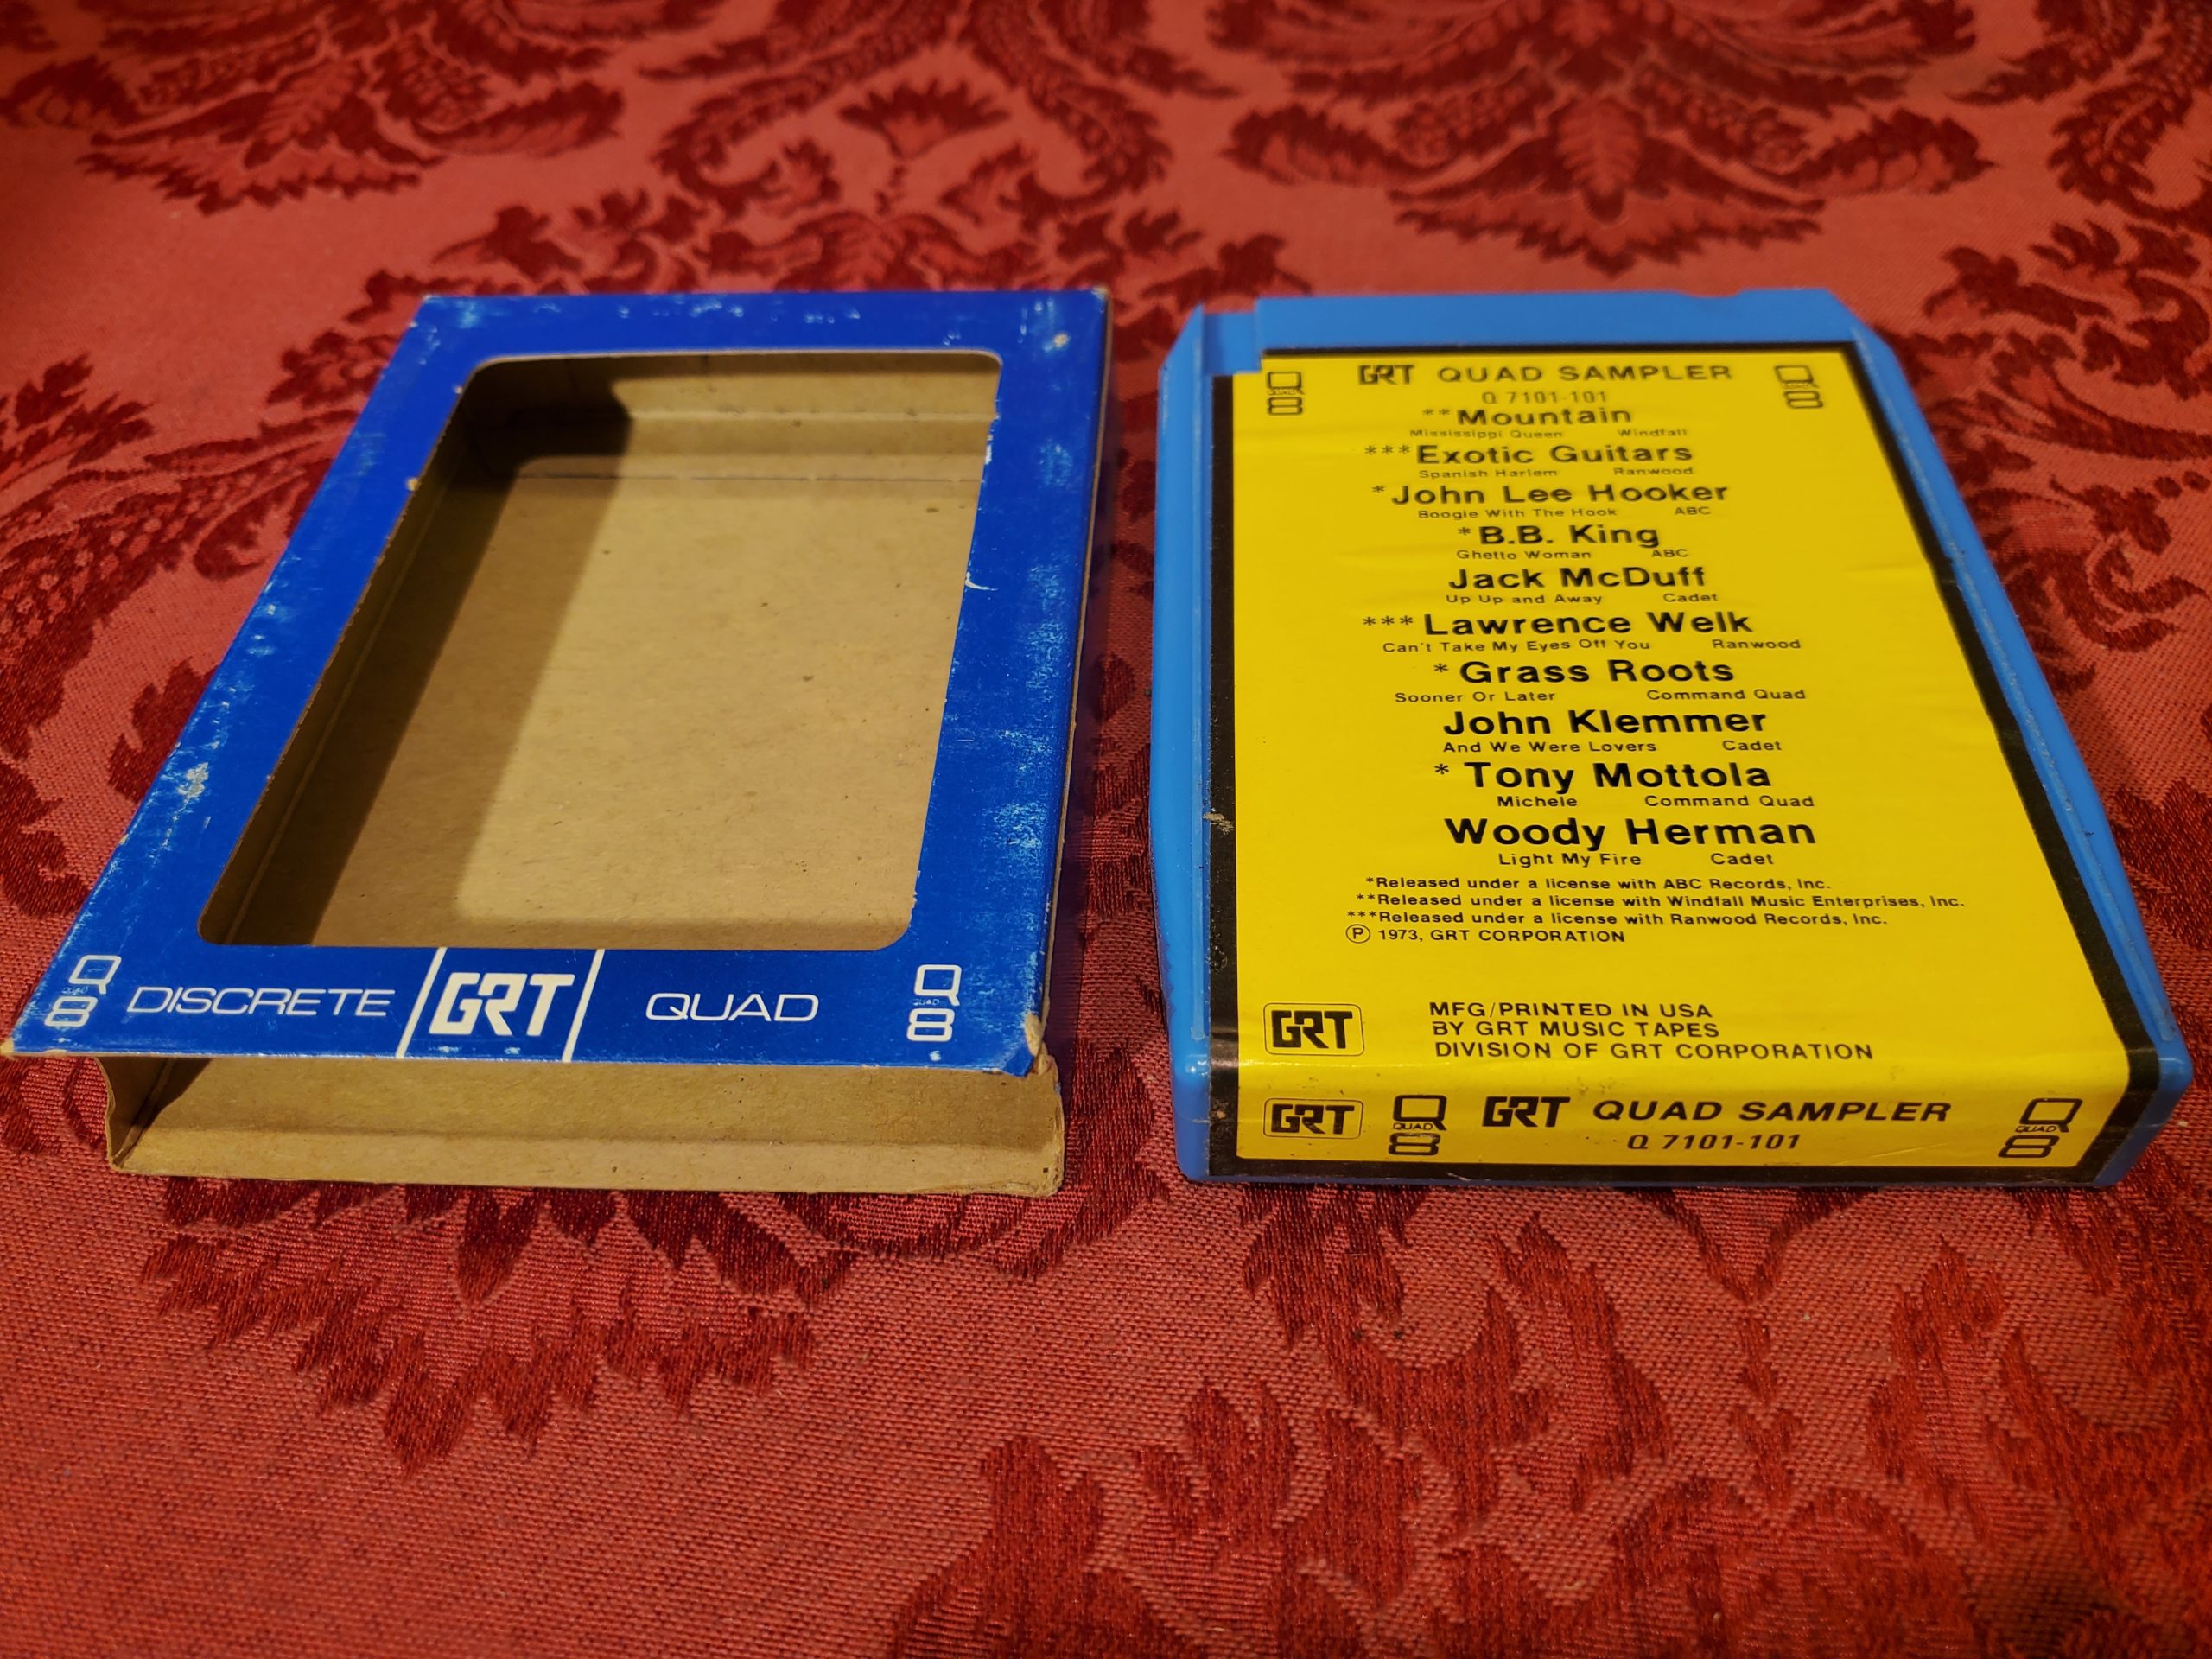 Q
QUAD
8
DISCRETE
GRT
QUAD
Q
QUAD
8
Q
QUAD
8
GRT QUAD SAMPLER
Q
QUAD
8
Q 7101-101
**Mountain
Mississippi Queen Windfall
***Exotic Guitars
Spanish Harlem Ranwood
*John Lee Hooker
Boogie With The Hook ABC
*B.B. King
Ghetto Woman ABC
Jack McDuff
Up Up and Away Cadet
***Lawrence Welk
Can't Take My Eyes Off You Ranwood
*Grass Roots
Sooner Or Later Command Quad
John Klemmer
And We Were Lovers Cadet
*Tony Mottola
Michele Command Quad
Woody Herman
Light My Fire Cadet
*Released under a license with ABC Records, Inc.
**Released under a license with Windfall Music Enterprises, Inc.
***Released under a license with Ranwood Records, Inc.
Ⓟ 1973, GRT CORPORATION
GRT
MFG/PRINTED IN USA
BY GRT MUSIC TAPES
DIVISION OF GRT CORPORATION
GRT
Q
QUAD
8
GRT QUAD SAMPLER
Q 7101-101
Q
QUAD
8